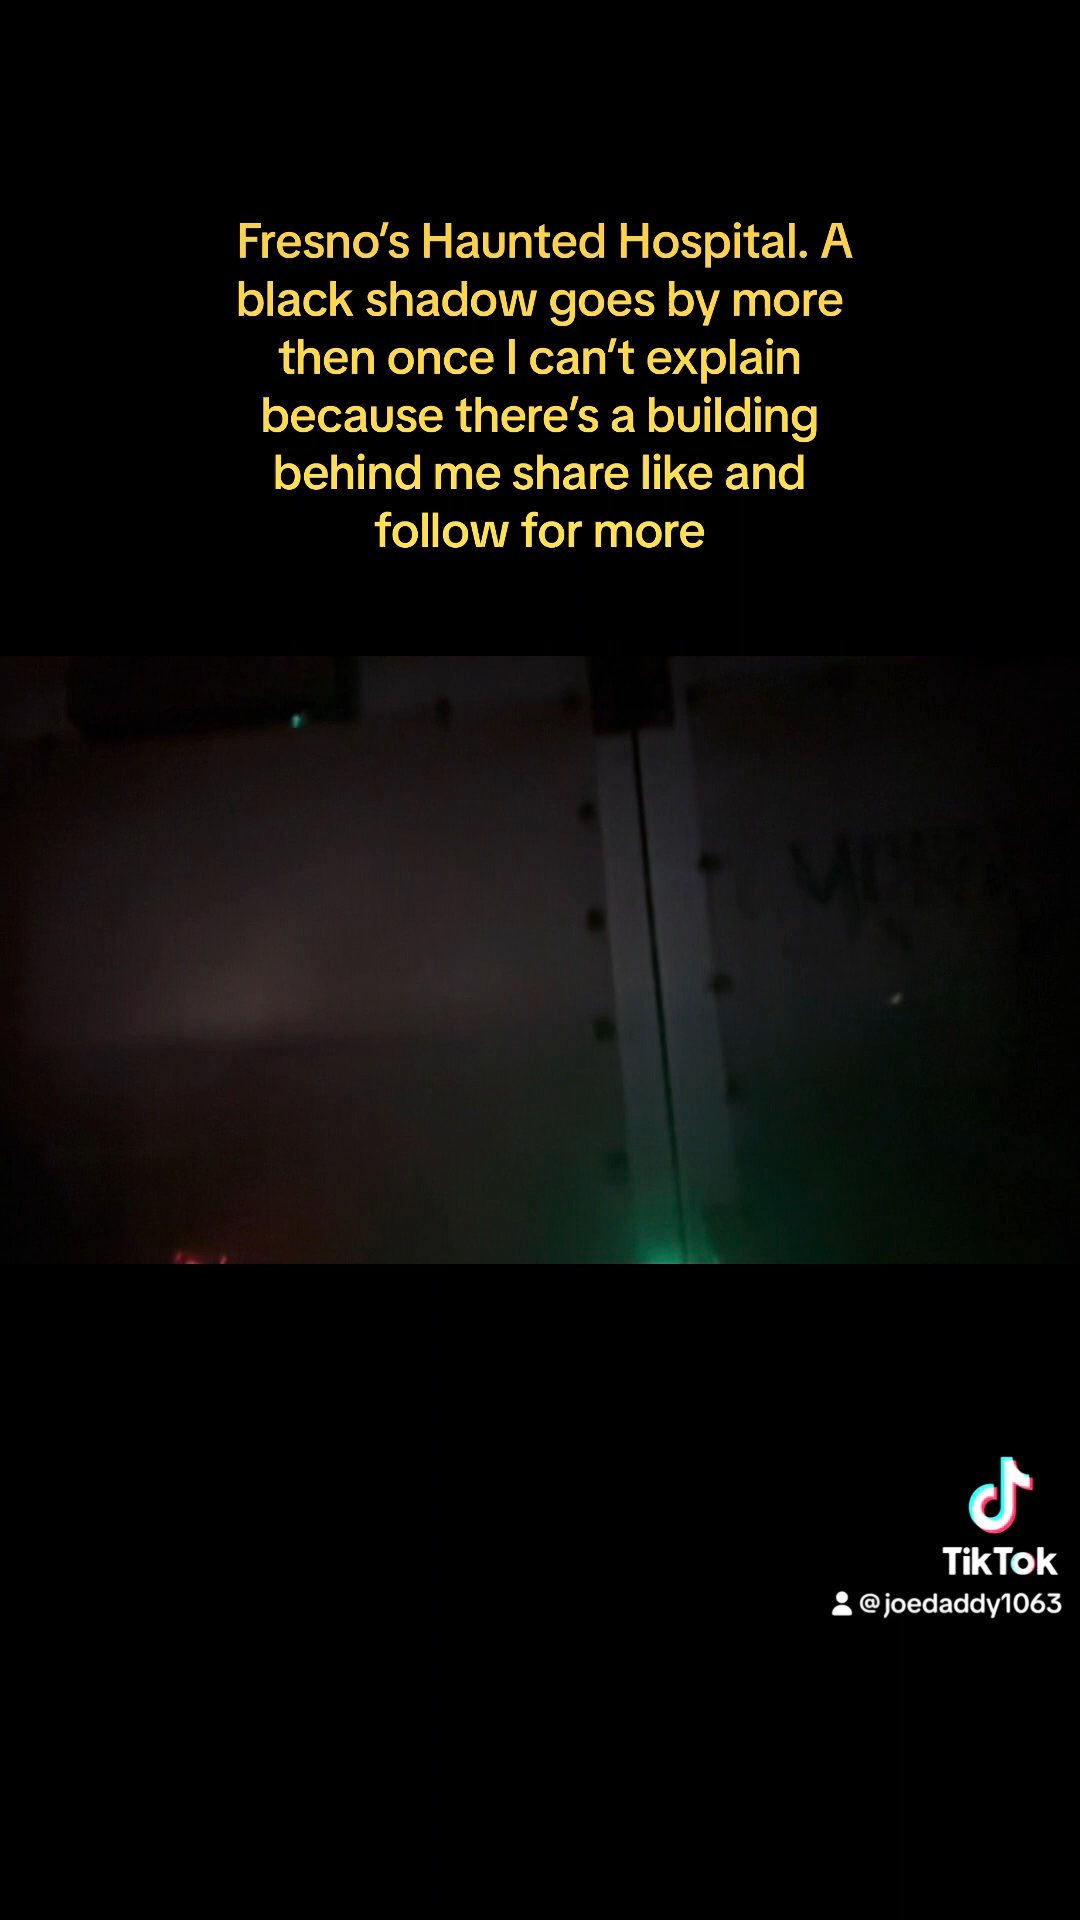 Fresno’s Haunted Hospital. A
black shadow goes by more
then once I can’t explain
because there’s a building
behind me share like and
follow for more
TikTok
@joedaddy1063